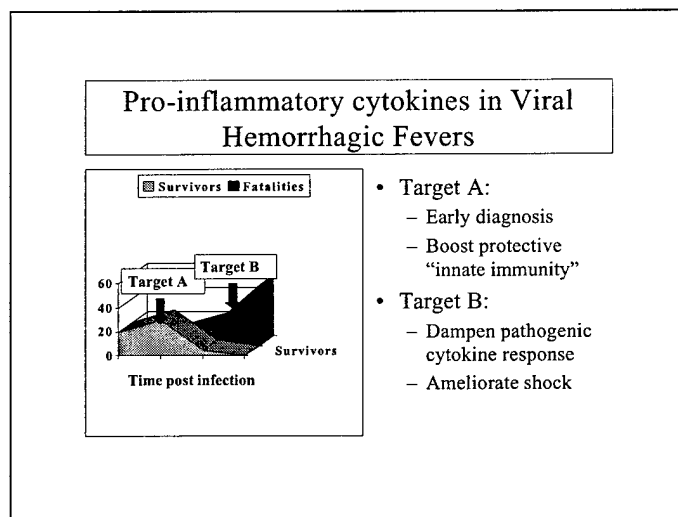 Pro-inflammatory cytokines in Viral
Hemorrhagic Fevers
Survivors Fatalities
60
40
20
0
Target A
Target B
Survivors
Time post infection
• Target A:
– Early diagnosis
– Boost protective
“innate immunity”
• Target B:
– Dampen pathogenic
cytokine response
– Ameliorate shock